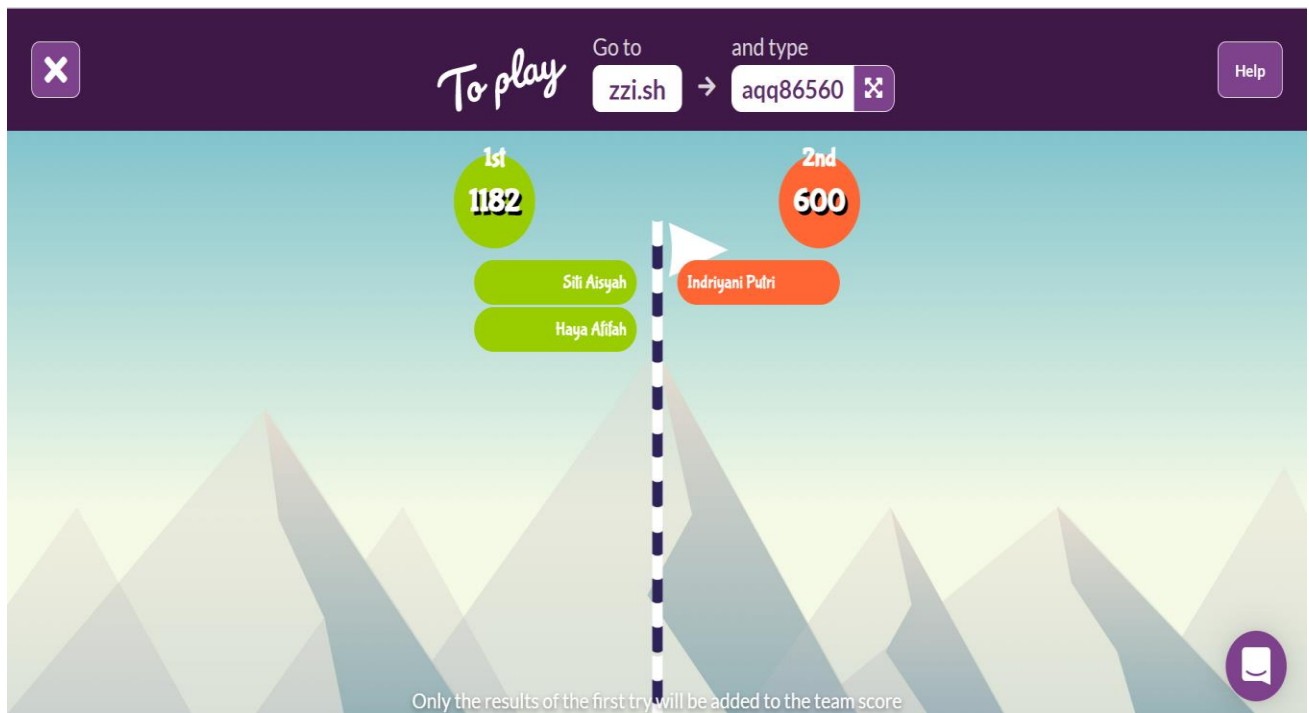 To play
Go to
zzi.sh
and type
aqq86560
Help
1st
1182
2nd
600
Siti Aisyah
Haya Afifah
Indriyani Putri
Only the results of the first try will be added to the team score